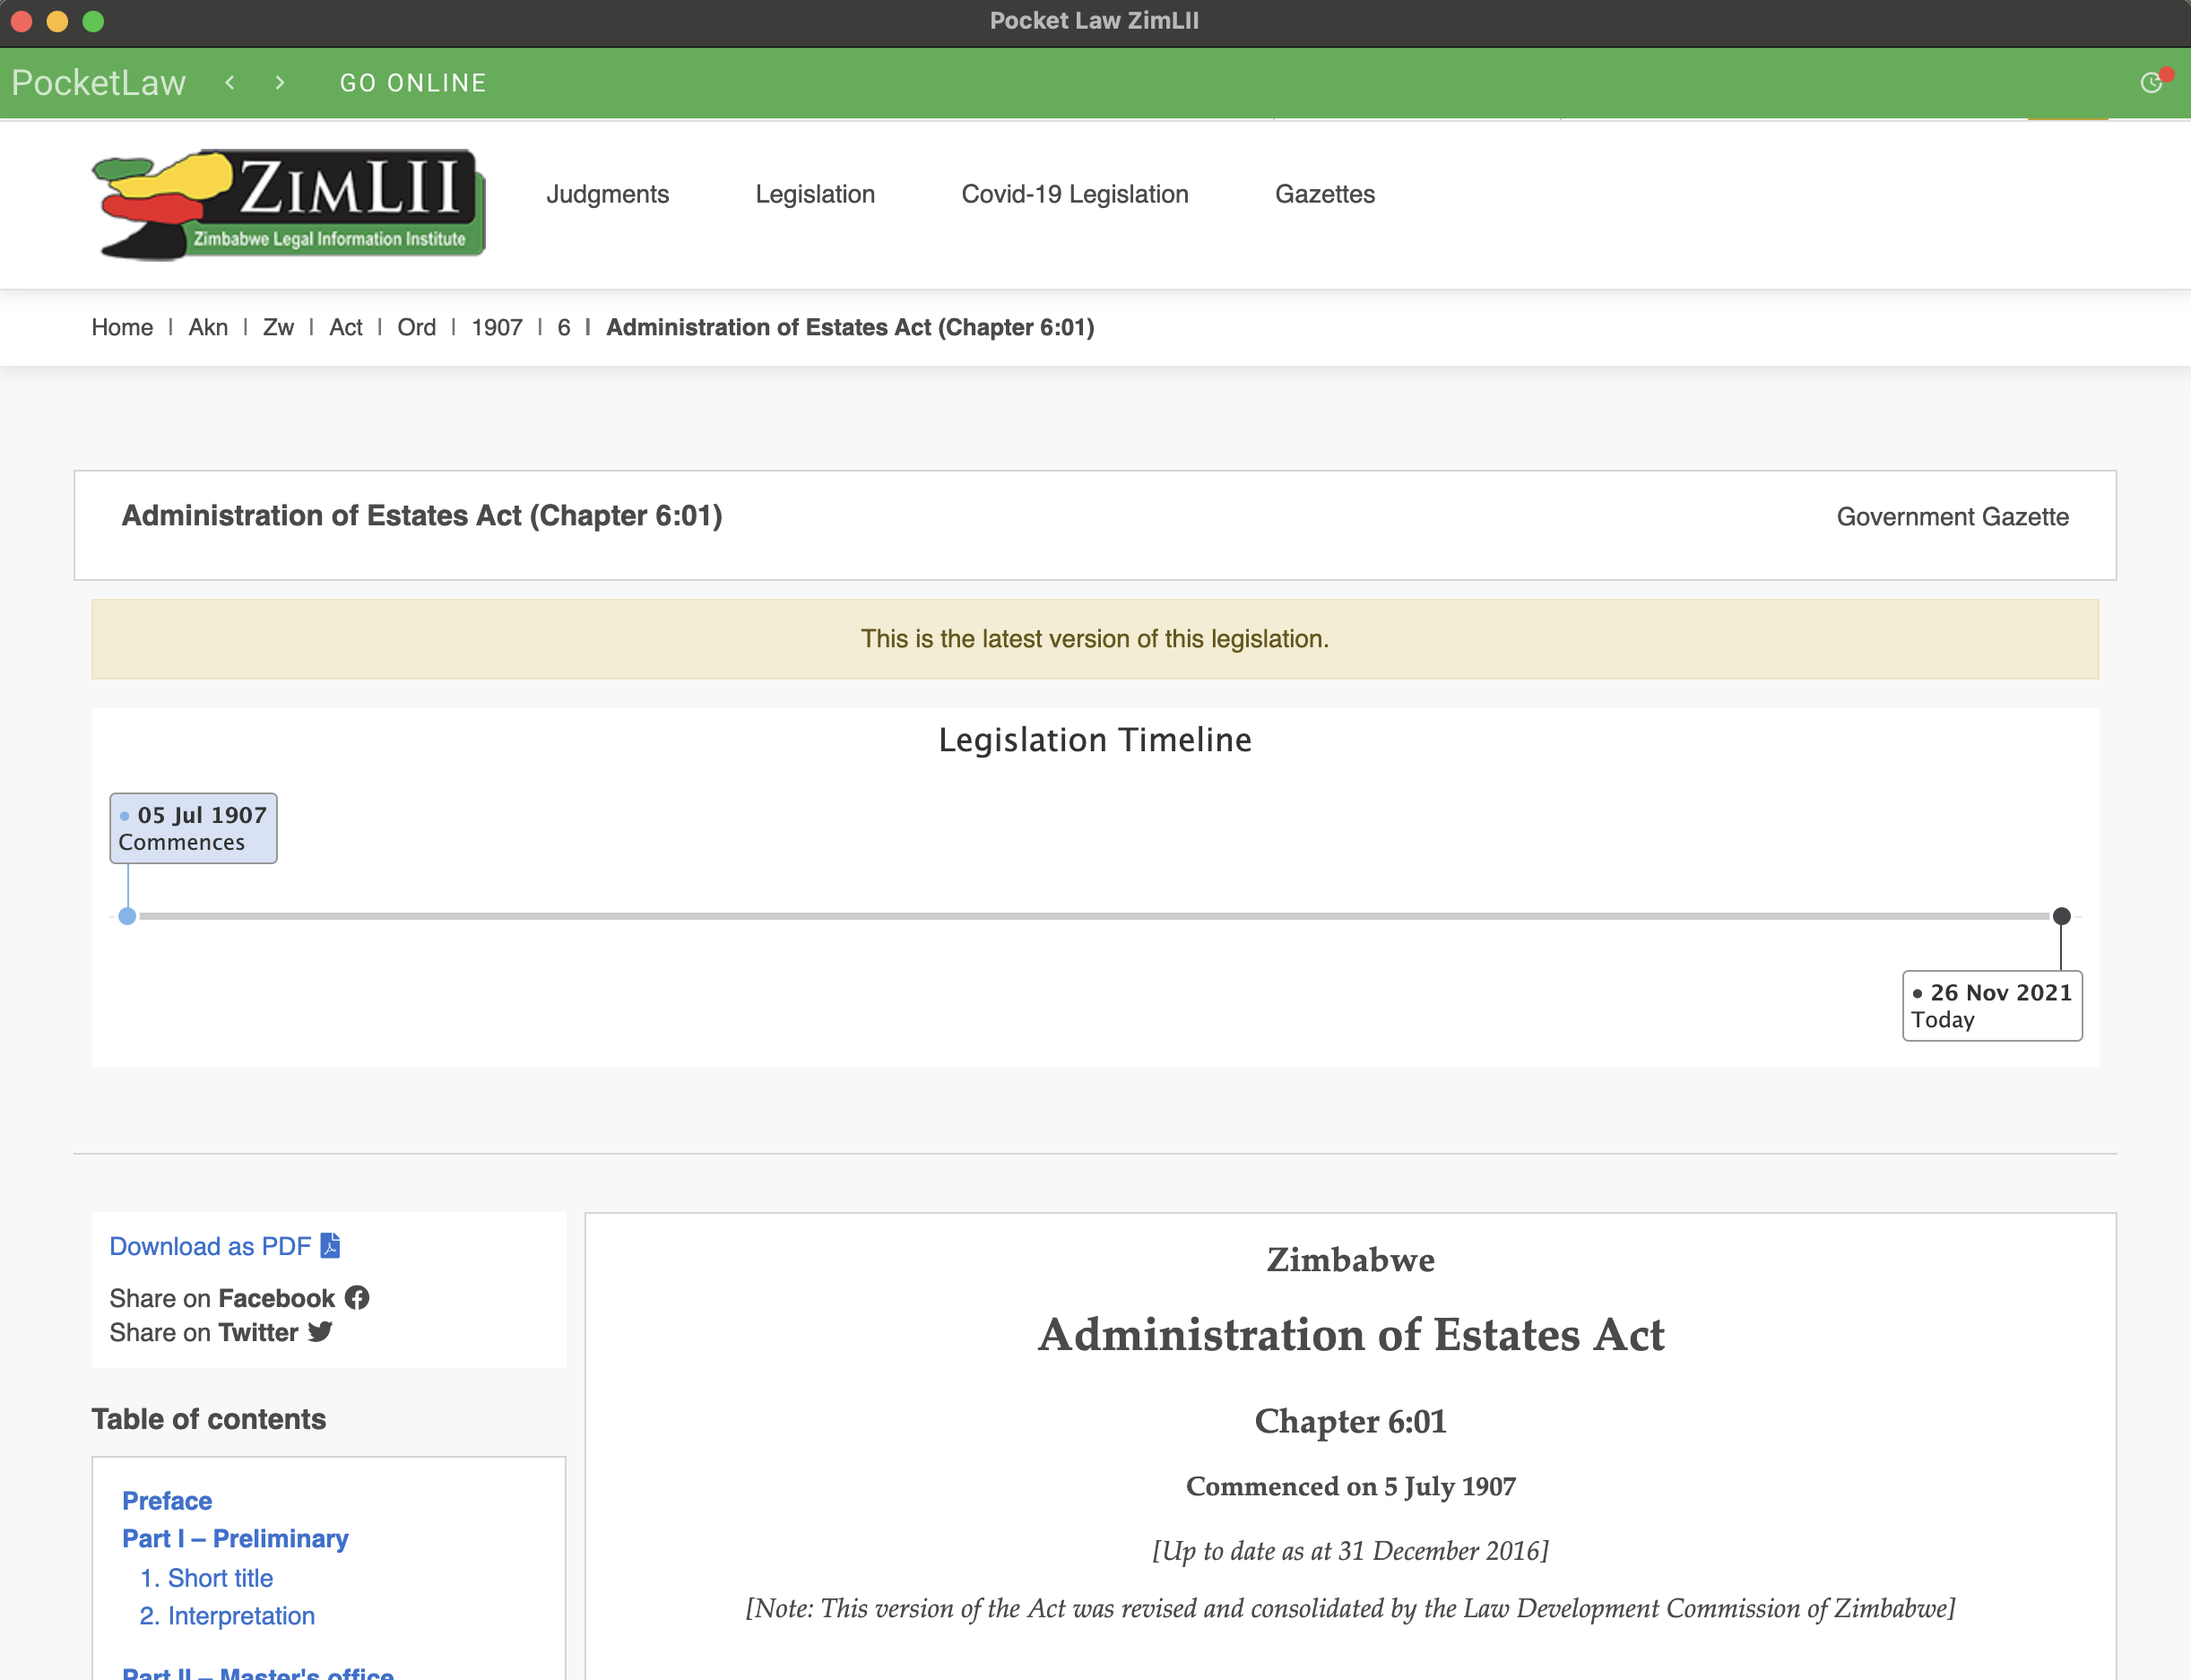 Pocket Law ZimLII
PocketLaw < > GO ONLINE
ZIMLII
Zimbabwe Legal Information Institute
Judgments Legislation Covid-19 Legislation Gazettes
Home | Akn | Zw | Act | Ord | 1907 | 6 | Administration of Estates Act (Chapter 6:01)
Administration of Estates Act (Chapter 6:01) Government Gazette
This is the latest version of this legislation.
Legislation Timeline
● 05 Jul 1907
Commences
● 26 Nov 2021
Today
Download as PDF
Share on Facebook
Share on Twitter
Table of contents
Preface
Part I – Preliminary
1. Short title
2. Interpretation
Part II – Master's office
Zimbabwe
Administration of Estates Act
Chapter 6:01
Commenced on 5 July 1907
[Up to date as at 31 December 2016]
[Note: This version of the Act was revised and consolidated by the Law Development Commission of Zimbabwe]